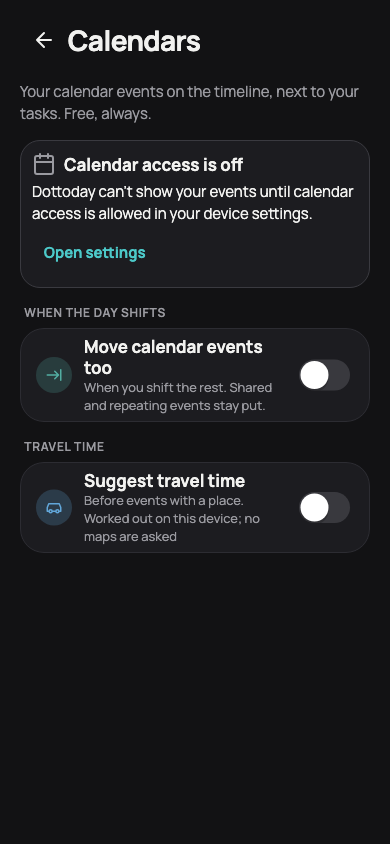 Calendars
Your calendar events on the timeline, next to your
tasks. Free, always.
Calendar access is off
Dottoday can't show your events until calendar
access is allowed in your device settings.
Open settings
WHEN THE DAY SHIFTS
Move calendar events
too
When you shift the rest. Shared
and repeating events stay put.
TRAVEL TIME
Suggest travel time
Before events with a place.
Worked out on this device; no
maps are asked